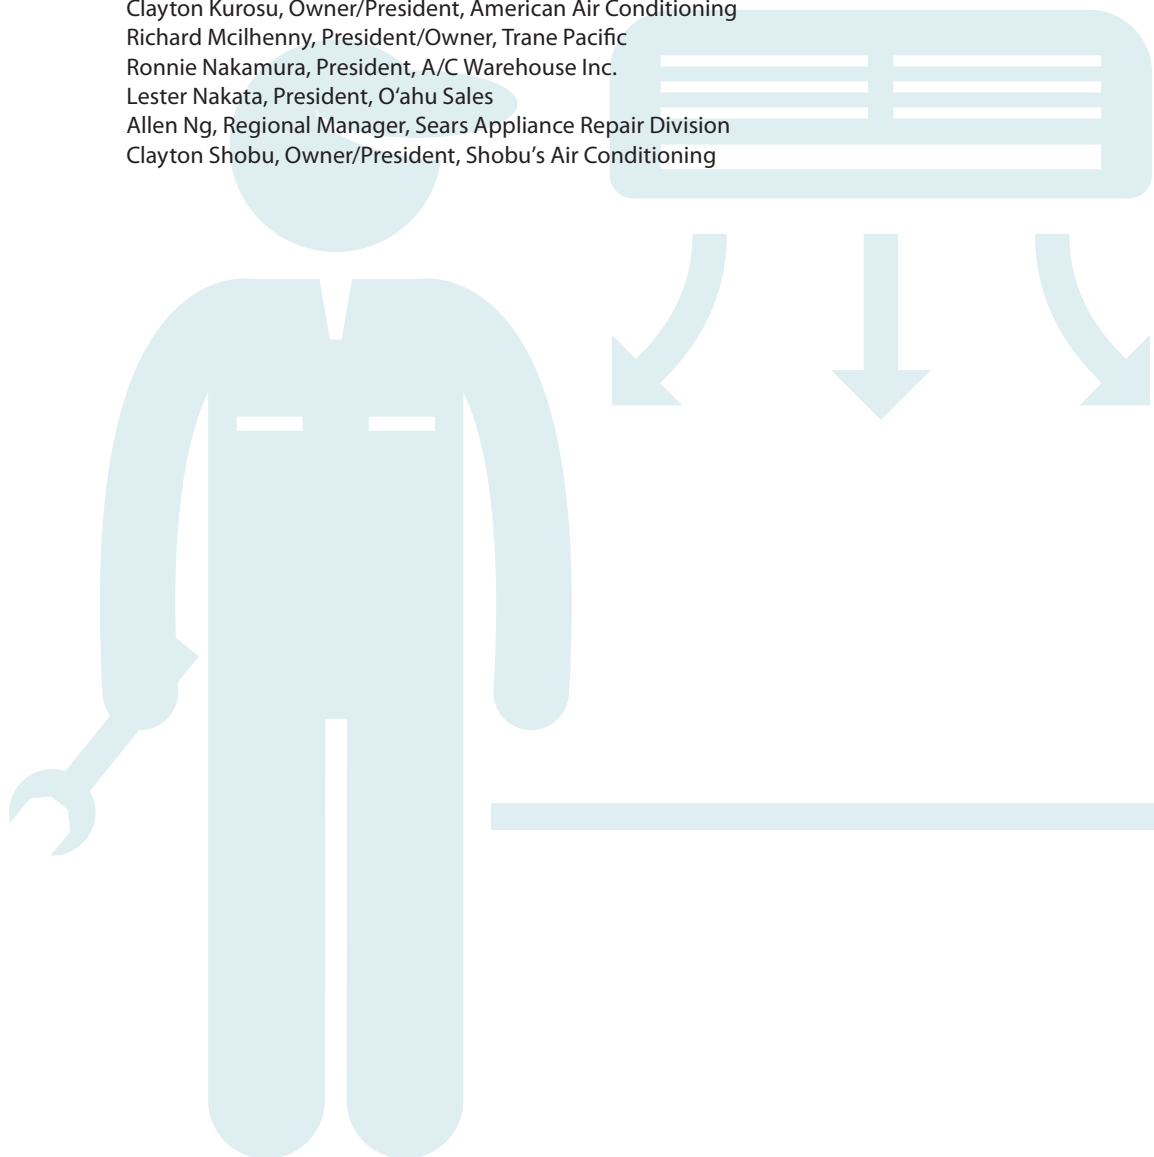 Clayton Kurosu, Owner/President, American Air Conditioning
Richard Mcilhenny, President/Owner, Trane Pacific
Ronnie Nakamura, President, A/C Warehouse Inc.
Lester Nakata, President, Oʻahu Sales
Allen Ng, Regional Manager, Sears Appliance Repair Division
Clayton Shobu, Owner/President, Shobu’s Air Conditioning